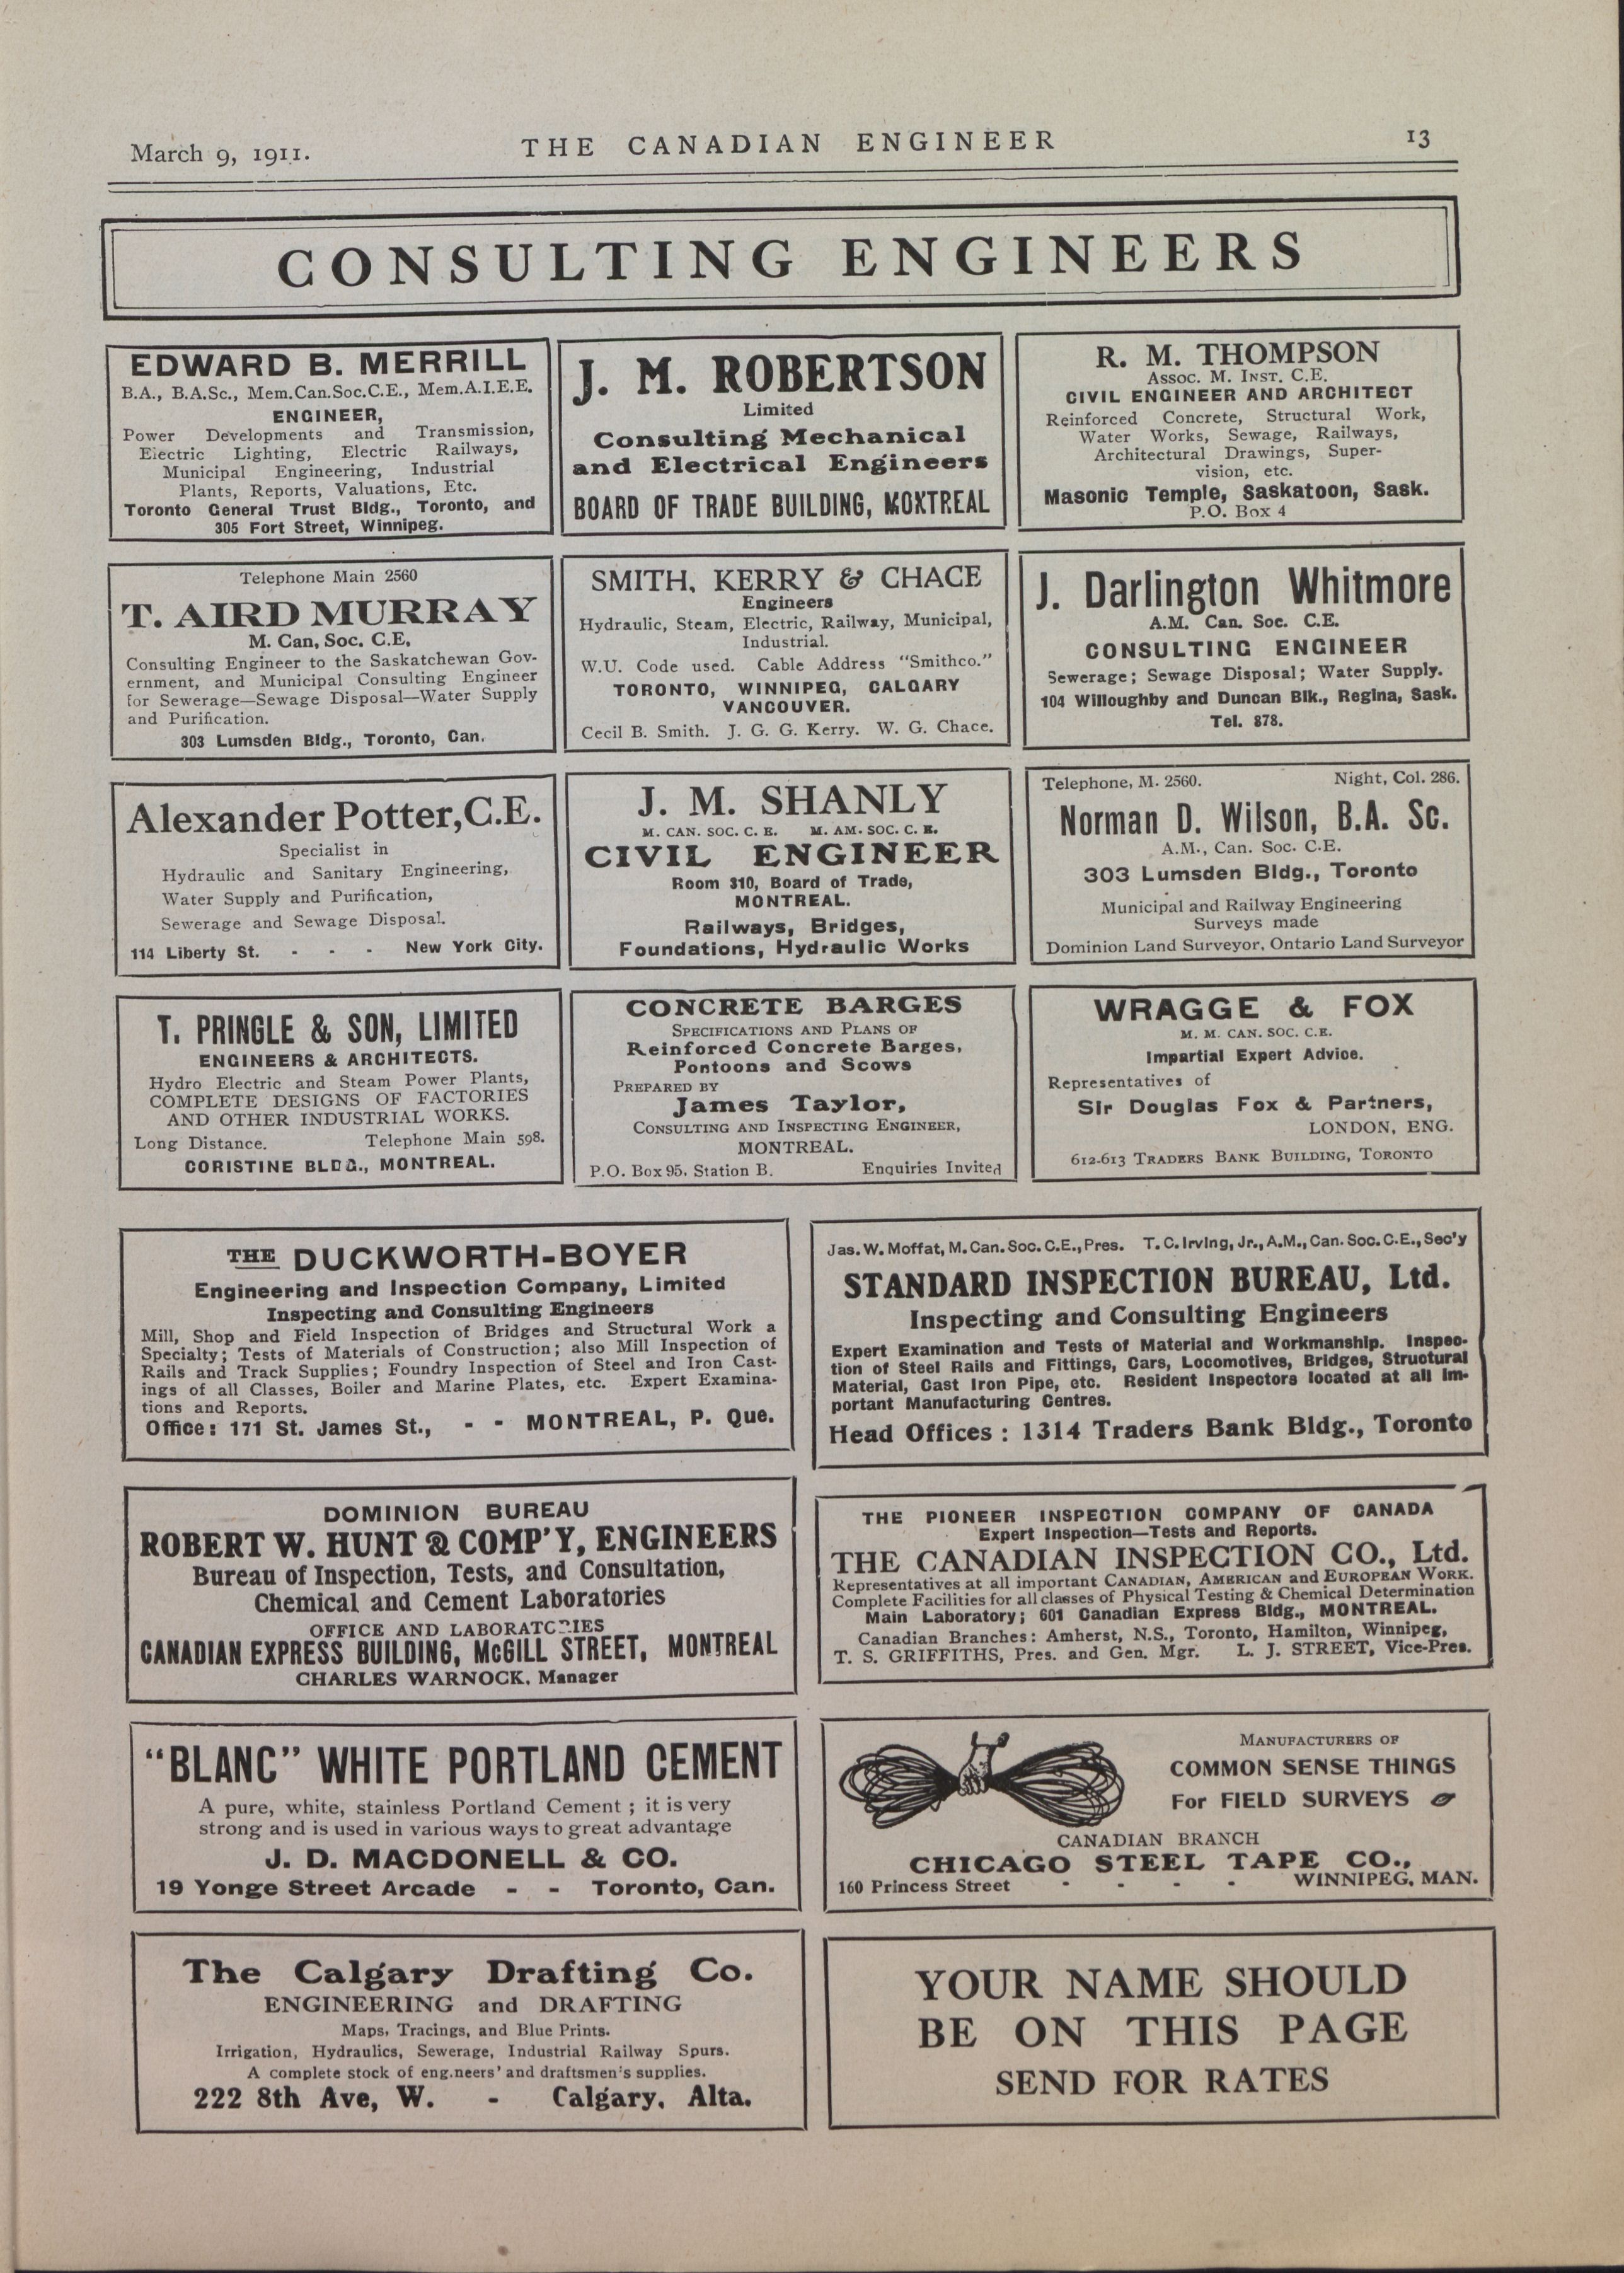 March 9, 1911.
THE CANADIAN ENGINEER
13
CONSULTING ENGINEERS
EDWARD B. MERRILL
B.A., B.A.Sc., Mem.Can.Soc.C.E., Mem.A.I.E.E.
ENGINEER,
Power Developments and Transmission,
Electric Lighting, Electric Railways,
Municipal Engineering, Industrial
Plants, Reports, Valuations, Etc.
Toronto General Trust Bldg., Toronto, and
305 Fort Street, Winnipeg.
J. M. ROBERTSON
Limited
Consulting Mechanical
and Electrical Engineers
BOARD OF TRADE BUILDING, MONTREAL
R. M. THOMPSON
ASSOC. M. INST. C.E.
CIVIL ENGINEER AND ARCHITECT
Reinforced Concrete, Structural Work,
Water Works, Sewage, Railways,
Architectural Drawings, Super-
vision, etc.
Masonic Temple, Saskatoon, Sask.
P.O. Box 4
Telephone Main 2560
T. AIRD MURRAY
M. Can, Soc. C.E,
Consulting Engineer to the Saskatchewan Gov-
ernment, and Municipal Consulting Engineer
for Sewerage—Sewage Disposal—Water Supply
and Purification.
303 Lumsden Bldg., Toronto, Can.
SMITH, KERRY & CHACE
Engineers
Hydraulic, Steam, Electric, Railway, Municipal,
Industrial.
W.U. Code used. Cable Address "Smithco."
TORONTO, WINNIPEG, CALGARY
VANCOUVER.
Cecil B. Smith. J. G. G. Kerry. W. G. Chace.
J. Darlington Whitmore
A.M. Can. Soc. C.E.
CONSULTING ENGINEER
Sewerage; Sewage Disposal; Water Supply.
104 Willoughby and Duncan Blk., Regina, Sask.
Tel. 878.
Alexander Potter, C.E.
Specialist in
Hydraulic and Sanitary Engineering,
Water Supply and Purification,
Sewerage and Sewage Disposal.
114 Liberty St. - - - New York City.
J. M. SHANLY
M. CAN. SOC. C. E. M. AM. SOC. C. E.
CIVIL ENGINEER
Room 310, Board of Trade,
MONTREAL.
Railways, Bridges,
Foundations, Hydraulic Works
Telephone, M. 2560. Night, Col. 286.
Norman D. Wilson, B.A. Sc.
A.M., Can. Soc. C.E.
303 Lumsden Bldg., Toronto
Municipal and Railway Engineering
Surveys made
Dominion Land Surveyor, Ontario Land Surveyor
T. PRINGLE & SON, LIMITED
ENGINEERS & ARCHITECTS.
Hydro Electric and Steam Power Plants,
COMPLETE DESIGNS OF FACTORIES
AND OTHER INDUSTRIAL WORKS.
Long Distance. Telephone Main 598.
CORISTINE BLDG., MONTREAL.
CONCRETE BARGES
SPECIFICATIONS AND PLANS OF
Reinforced Concrete Barges,
Pontoons and Scows
PREPARED BY
James Taylor,
CONSULTING AND INSPECTING ENGINEER,
MONTREAL.
P.O. Box 95, Station B. Enquiries Invited
WRAGGE & FOX
M. M. CAN. SOC. C.E.
Impartial Expert Advice.
Representatives of
Sir Douglas Fox & Partners,
LONDON, ENG.
612-613 TRADERS BANK BUILDING, TORONTO
THE DUCKWORTH-BOYER
Engineering and Inspection Company, Limited
Inspecting and Consulting Engineers
Mill, Shop and Field Inspection of Bridges and Structural Work a
Specialty; Tests of Materials of Construction; also Mill Inspection of
Rails and Track Supplies; Foundry Inspection of Steel and Iron Cast-
ings of all Classes, Boiler and Marine Plates, etc. Expert Examina-
tions and Reports.
Office: 171 St. James St., - - MONTREAL, P. Que.
Jas. W. Moffat, M. Can. Soc. C.E., Pres. T. C. Irving, Jr., A.M., Can. Soc. C.E., Sec'y
STANDARD INSPECTION BUREAU, Ltd.
Inspecting and Consulting Engineers
Expert Examination and Tests of Material and Workmanship. Inspec-
tion of Steel Rails and Fittings, Cars, Locomotives, Bridges, Structural
Material, Cast Iron Pipe, etc. Resident Inspectors located at all Im-
portant Manufacturing Centres.
Head Offices : 1314 Traders Bank Bldg., Toronto
DOMINION BUREAU
ROBERT W. HUNT & COMP'Y, ENGINEERS
Bureau of Inspection, Tests, and Consultation,
Chemical and Cement Laboratories
OFFICE AND LABORATORIES
CANADIAN EXPRESS BUILDING, McGILL STREET, MONTREAL
CHARLES WARNOCK, Manager
THE PIONEER INSPECTION COMPANY OF CANADA
Expert Inspection—Tests and Reports.
THE CANADIAN INSPECTION CO., Ltd.
Representatives at all important CANADIAN, AMERICAN and EUROPEAN WORK.
Complete Facilities for all classes of Physical Testing & Chemical Determination
Main Laboratory; 601 Canadian Express Bldg., MONTREAL.
Canadian Branches: Amherst, N.S., Toronto, Hamilton, Winnipeg,
T. S. GRIFFITHS, Pres. and Gen. Mgr. L. J. STREET, Vice-Pres.
"BLANC" WHITE PORTLAND CEMENT
A pure, white, stainless Portland Cement ; it is very
strong and is used in various ways to great advantage
J. D. MACDONELL & CO.
19 Yonge Street Arcade - - Toronto, Can.
MANUFACTURERS OF
COMMON SENSE THINGS
For FIELD SURVEYS
CANADIAN BRANCH
CHICAGO STEEL TAPE CO.,
160 Princess Street - - - - WINNIPEG, MAN.
The Calgary Drafting Co.
ENGINEERING and DRAFTING
Maps, Tracings, and Blue Prints.
Irrigation, Hydraulics, Sewerage, Industrial Railway Spurs.
A complete stock of eng.neers' and draftsmen's supplies.
222 8th Ave, W. - Calgary, Alta.
YOUR NAME SHOULD
BE ON THIS PAGE
SEND FOR RATES